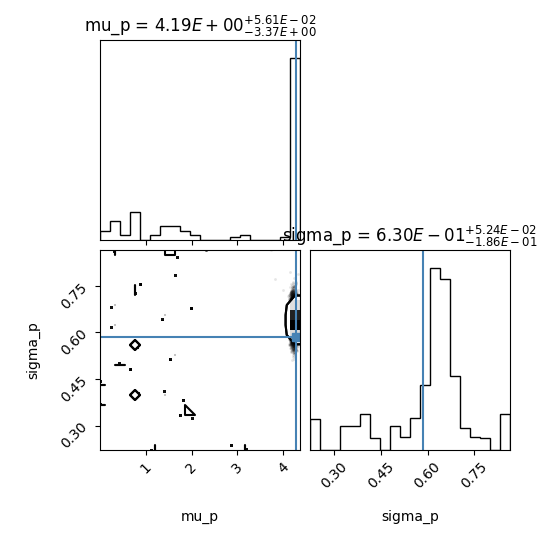 mu_p = 4.19E+00+5.61E−02
−3.37E+00
sigma_p = 6.30E−01+5.24E−02
−1.86E−01
0.75
0.60
0.45
0.30
sigma_p
1
2
3
4
mu_p
0.30
0.45
0.60
0.75
sigma_p